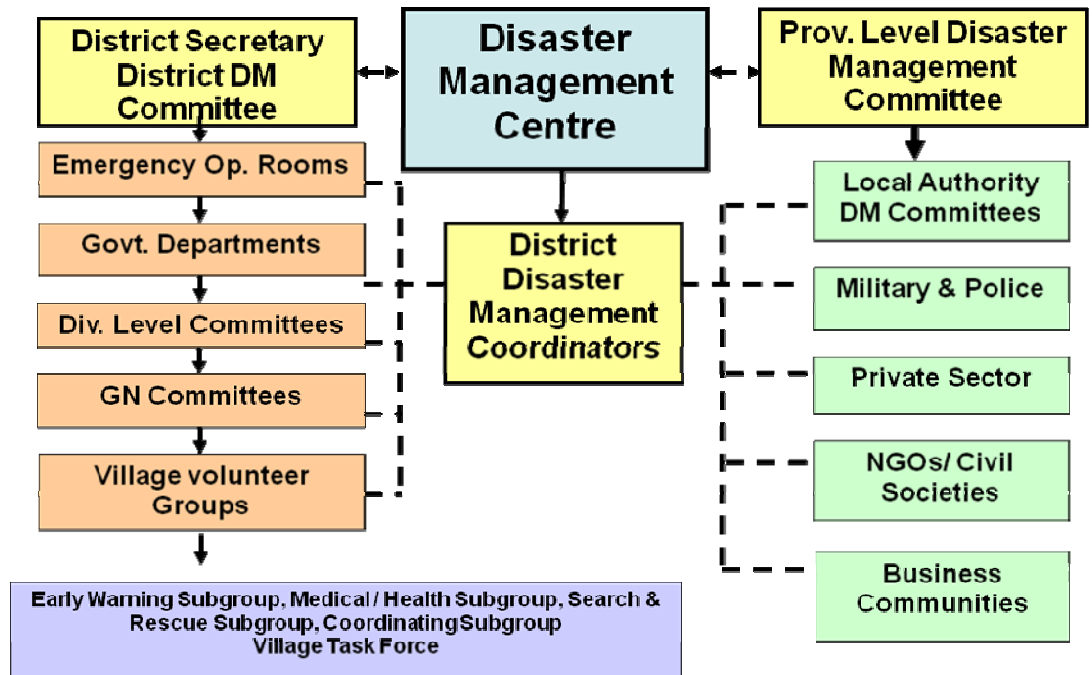 District Secretary
District DM
Committee
Disaster
Management
Centre
Prov. Level Disaster
Management
Committee
Emergency Op. Rooms
Govt. Departments
Div. Level Committees
GN Committees
Village volunteer
Groups
District
Disaster
Management
Coordinators
Local Authority
DM Committees
Military & Police
Private Sector
NGOs/ Civil
Societies
Business
Communities
Early Warning Subgroup, Medical / Health Subgroup, Search &
Rescue Subgroup, Coordinating Subgroup
Village Task Force